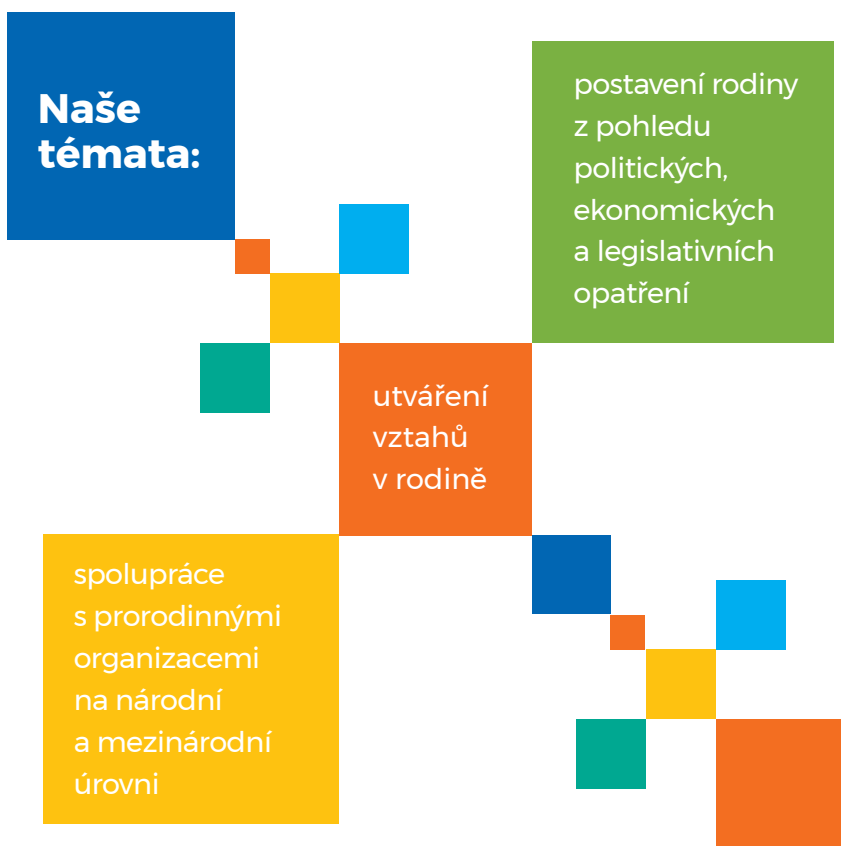 Naše
témata:
postavení rodiny
z pohledu
politických,
ekonomických
a legislativních
opatření
utváření
vztahů
v rodině
spolupráce
s prorodinnými
organizacemi
na národní
a mezinárodní
úrovni